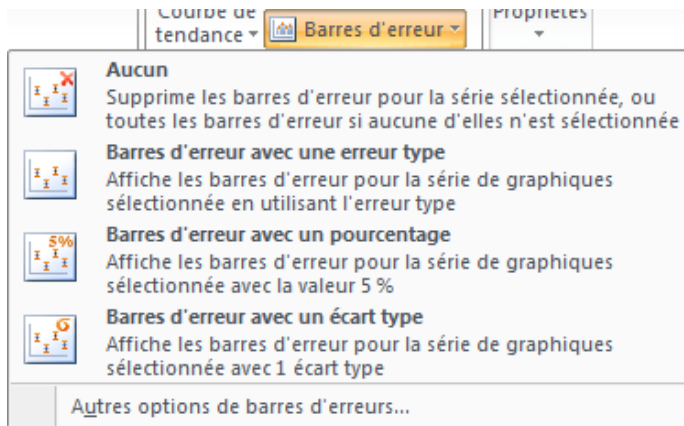 Courbe de
tendance
Barres d'erreur
Propriétés
Aucun
Supprime les barres d'erreur pour la série sélectionnée, ou
toutes les barres d'erreur si aucune d'elles n'est sélectionnée
Barres d'erreur avec une erreur type
Affiche les barres d'erreur pour la série de graphiques
sélectionnée en utilisant l'erreur type
5%
Barres d'erreur avec un pourcentage
Affiche les barres d'erreur pour la série de graphiques
sélectionnée avec la valeur 5 %
σ
Barres d'erreur avec un écart type
Affiche les barres d'erreur pour la série de graphiques
sélectionnée avec 1 écart type
Autres options de barres d'erreurs...